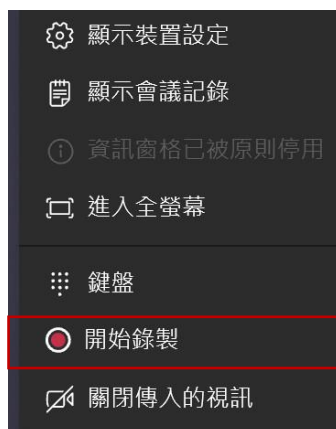 顯示裝置設定
顯示會議記錄
資訊窗格已被原則停用
進入全螢幕
鍵盤
開始錄製
關閉傳入的視訊